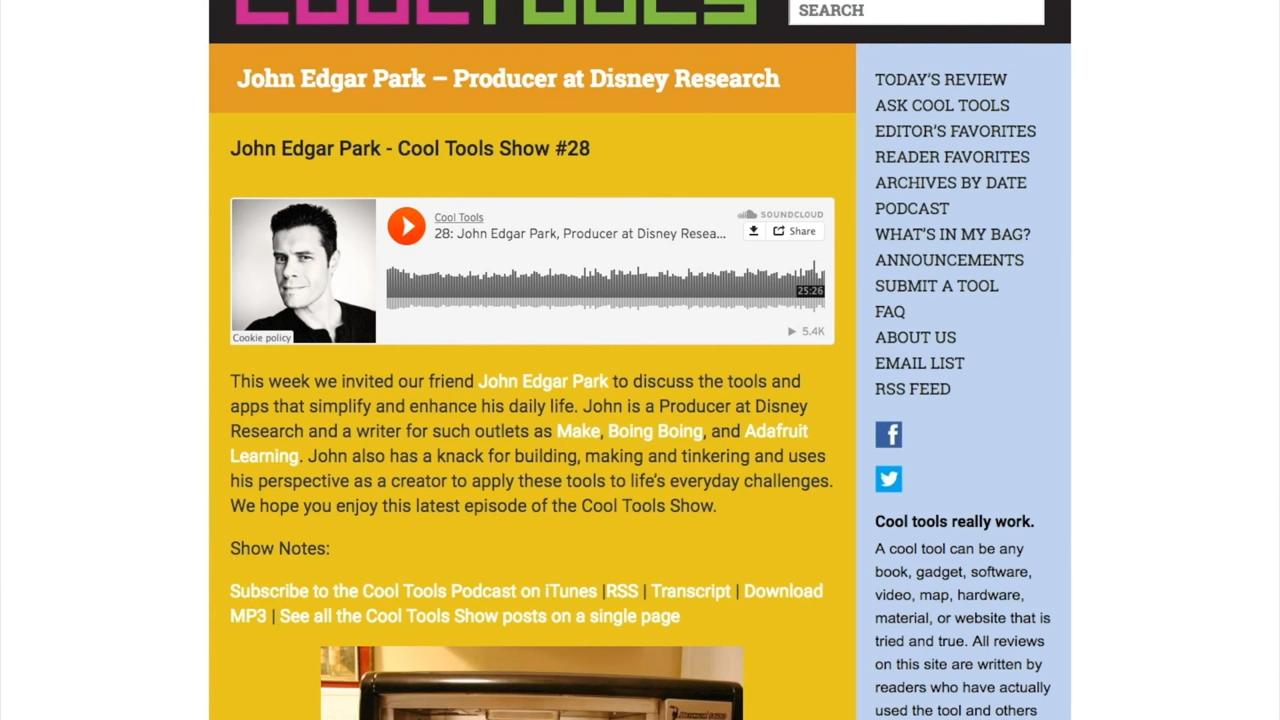 COOLTOOLS
SEARCH
John Edgar Park – Producer at Disney Research
John Edgar Park - Cool Tools Show #28
Cool Tools
SOUNDCLOUD
28: John Edgar Park, Producer at Disney Resea...
Share
25:26
5.4K
Cookie policy
This week we invited our friend John Edgar Park to discuss the tools and
apps that simplify and enhance his daily life. John is a Producer at Disney
Research and a writer for such outlets as Make, Boing Boing, and Adafruit
Learning. John also has a knack for building, making and tinkering and uses
his perspective as a creator to apply these tools to life's everyday challenges.
We hope you enjoy this latest episode of the Cool Tools Show.
Show Notes:
Subscribe to the Cool Tools Podcast on iTunes |RSS | Transcript | Download
MP3 | See all the Cool Tools Show posts on a single page
TODAY'S REVIEW
ASK COOL TOOLS
EDITOR'S FAVORITES
READER FAVORITES
ARCHIVES BY DATE
PODCAST
WHAT'S IN MY BAG?
ANNOUNCEMENTS
SUBMIT A TOOL
FAQ
ABOUT US
EMAIL LIST
RSS FEED
Cool tools really work.
A cool tool can be any
book, gadget, software,
video, map, hardware,
material, or website that is
tried and true. All reviews
on this site are written by
readers who have actually
used the tool and others